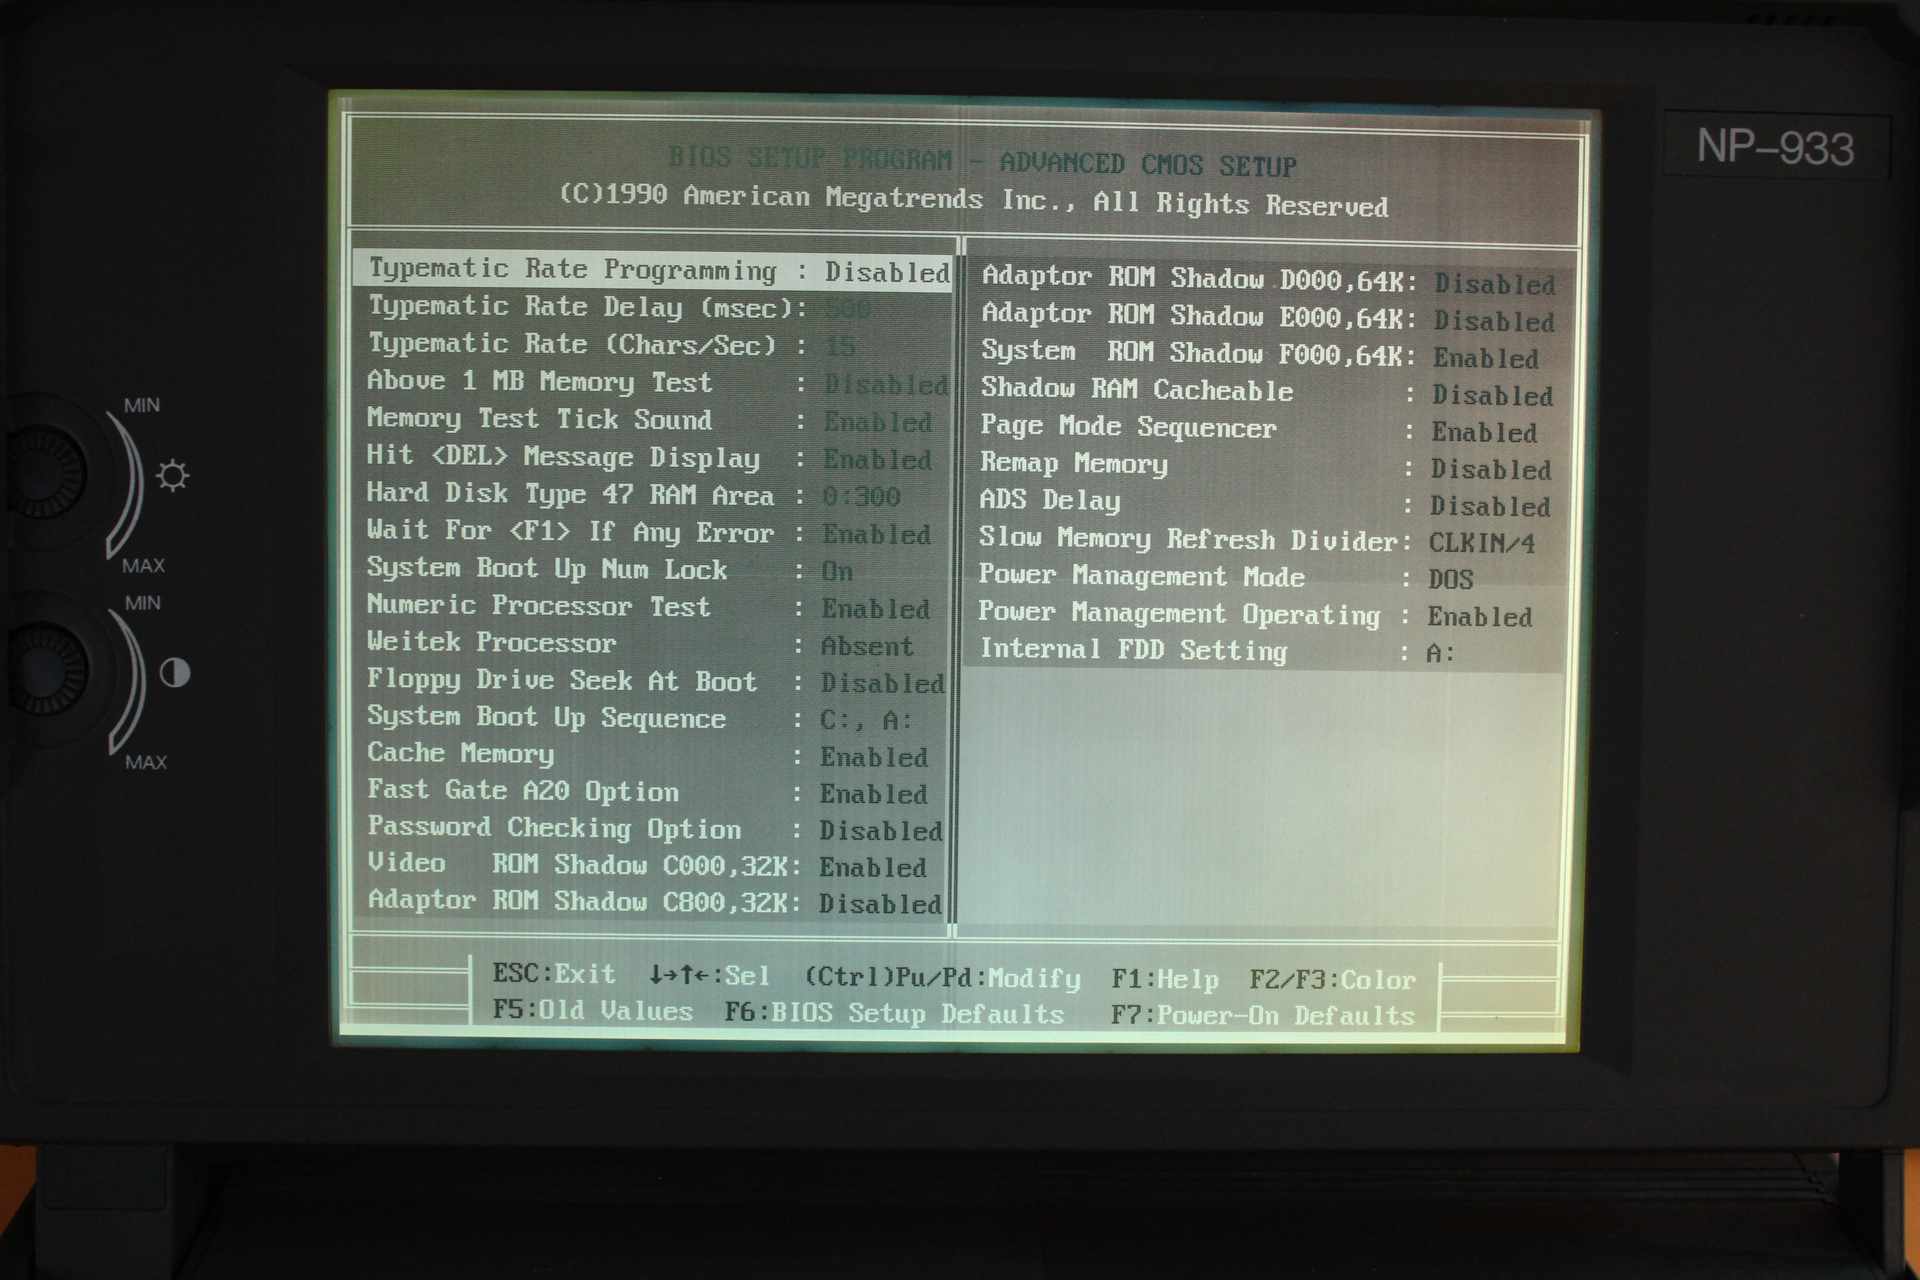 NP-933
BIOS SETUP PROGRAM - ADVANCED CMOS SETUP
(C)1990 American Megatrends Inc., All Rights Reserved
Typematic Rate Programming : Disabled
Typematic Rate Delay (msec): 500
Typematic Rate (Chars/Sec) : 15
Above 1 MB Memory Test : Disabled
Memory Test Tick Sound : Enabled
Hit <DEL> Message Display : Enabled
Hard Disk Type 47 RAM Area : 0:300
Wait For <F1> If Any Error : Enabled
System Boot Up Num Lock : On
Numeric Processor Test : Enabled
Weitek Processor : Absent
Floppy Drive Seek At Boot : Disabled
System Boot Up Sequence : C:, A:
Cache Memory : Enabled
Fast Gate A20 Option : Enabled
Password Checking Option : Disabled
Video ROM Shadow C000,32K: Enabled
Adaptor ROM Shadow C800,32K: Disabled
Adaptor ROM Shadow D000,64K: Disabled
Adaptor ROM Shadow E000,64K: Disabled
System ROM Shadow F000,64K: Enabled
Shadow RAM Cacheable : Disabled
Page Mode Sequencer : Enabled
Remap Memory : Disabled
ADS Delay : Disabled
Slow Memory Refresh Divider: CLKIN/4
Power Management Mode : DOS
Power Management Operating : Enabled
Internal FDD Setting : A:
ESC:Exit ↓→↑←:Sel (Ctrl)Pu/Pd:Modify F1:Help F2/F3:Color
F5:Old Values F6:BIOS Setup Defaults F7:Power-On Defaults
MIN
MAX
MIN
MAX